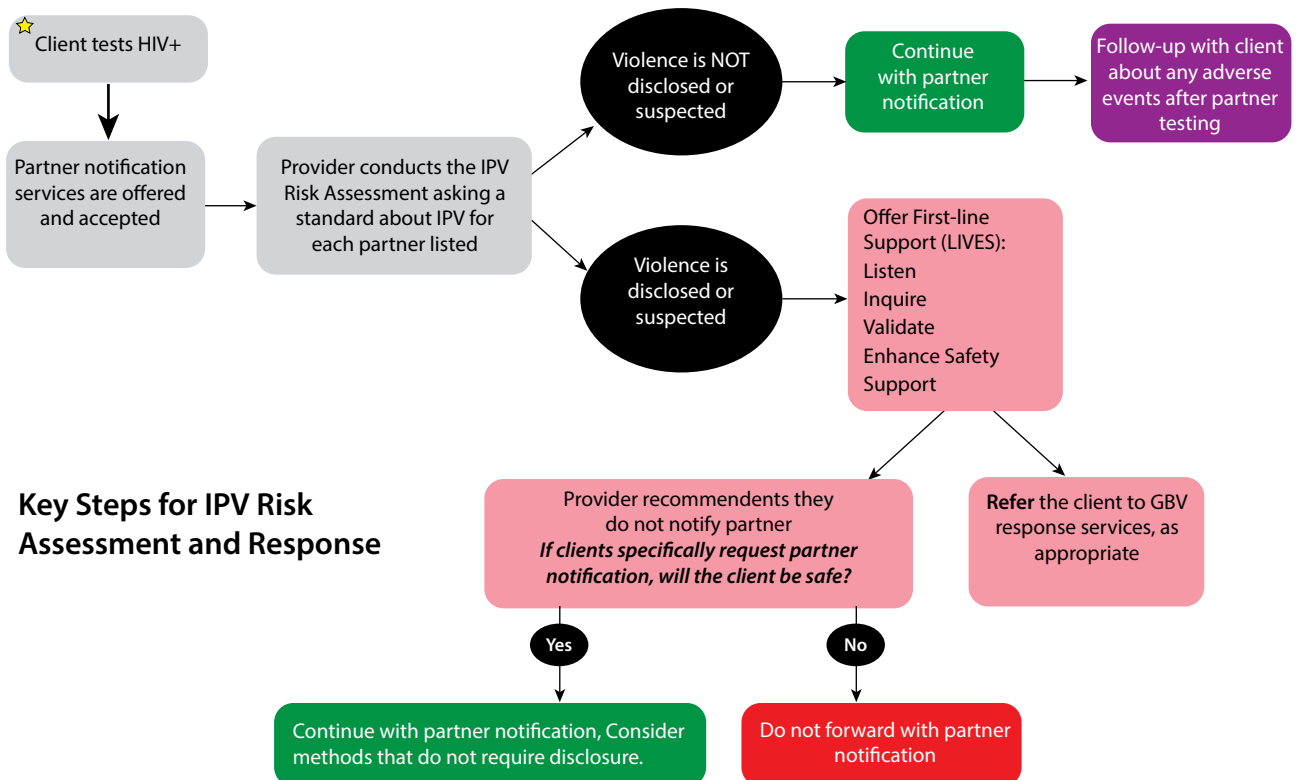 Client tests HIV+
Partner notification
services are offered
and accepted
Provider conducts the IPV
Risk Assessment asking a
standard about IPV for
each partner listed
Violence is NOT
disclosed or
suspected
Continue
with partner
notification
Follow-up with client
about any adverse
events after partner
testing
Violence is
disclosed or
suspected
Offer First-line
Support (LIVES):
Listen
Inquire
Validate
Enhance Safety
Support
Key Steps for IPV Risk
Assessment and Response
Provider recommendents they
do not notify partner
If clients specifically request partner
notification, will the client be safe?
Refer the client to GBV
response services, as
appropriate
Yes
No
Continue with partner notification, Consider
methods that do not require disclosure.
Do not forward with partner
notification